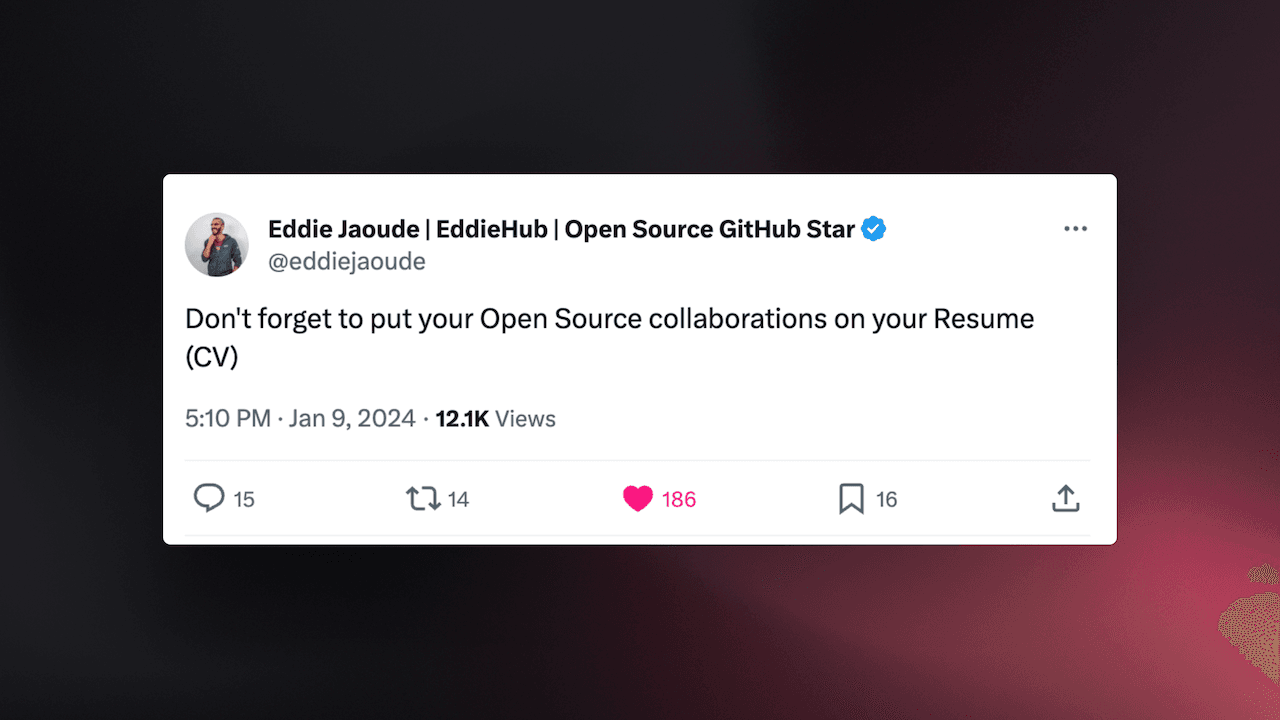 Eddie Jaoude | EddieHub | Open Source GitHub Star
@eddiejaoude
Don't forget to put your Open Source collaborations on your Resume
(CV)
5:10 PM · Jan 9, 2024 · 12.1K Views
15 14 186 16